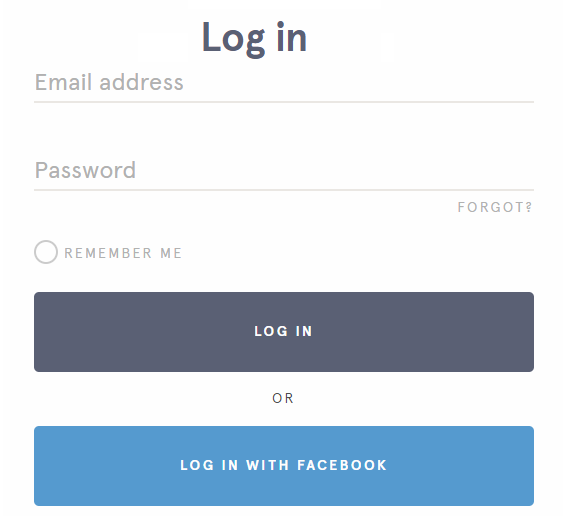 Log in
Email address
Password
FORGOT?
REMEMBER ME
LOG IN
OR
LOG IN WITH FACEBOOK